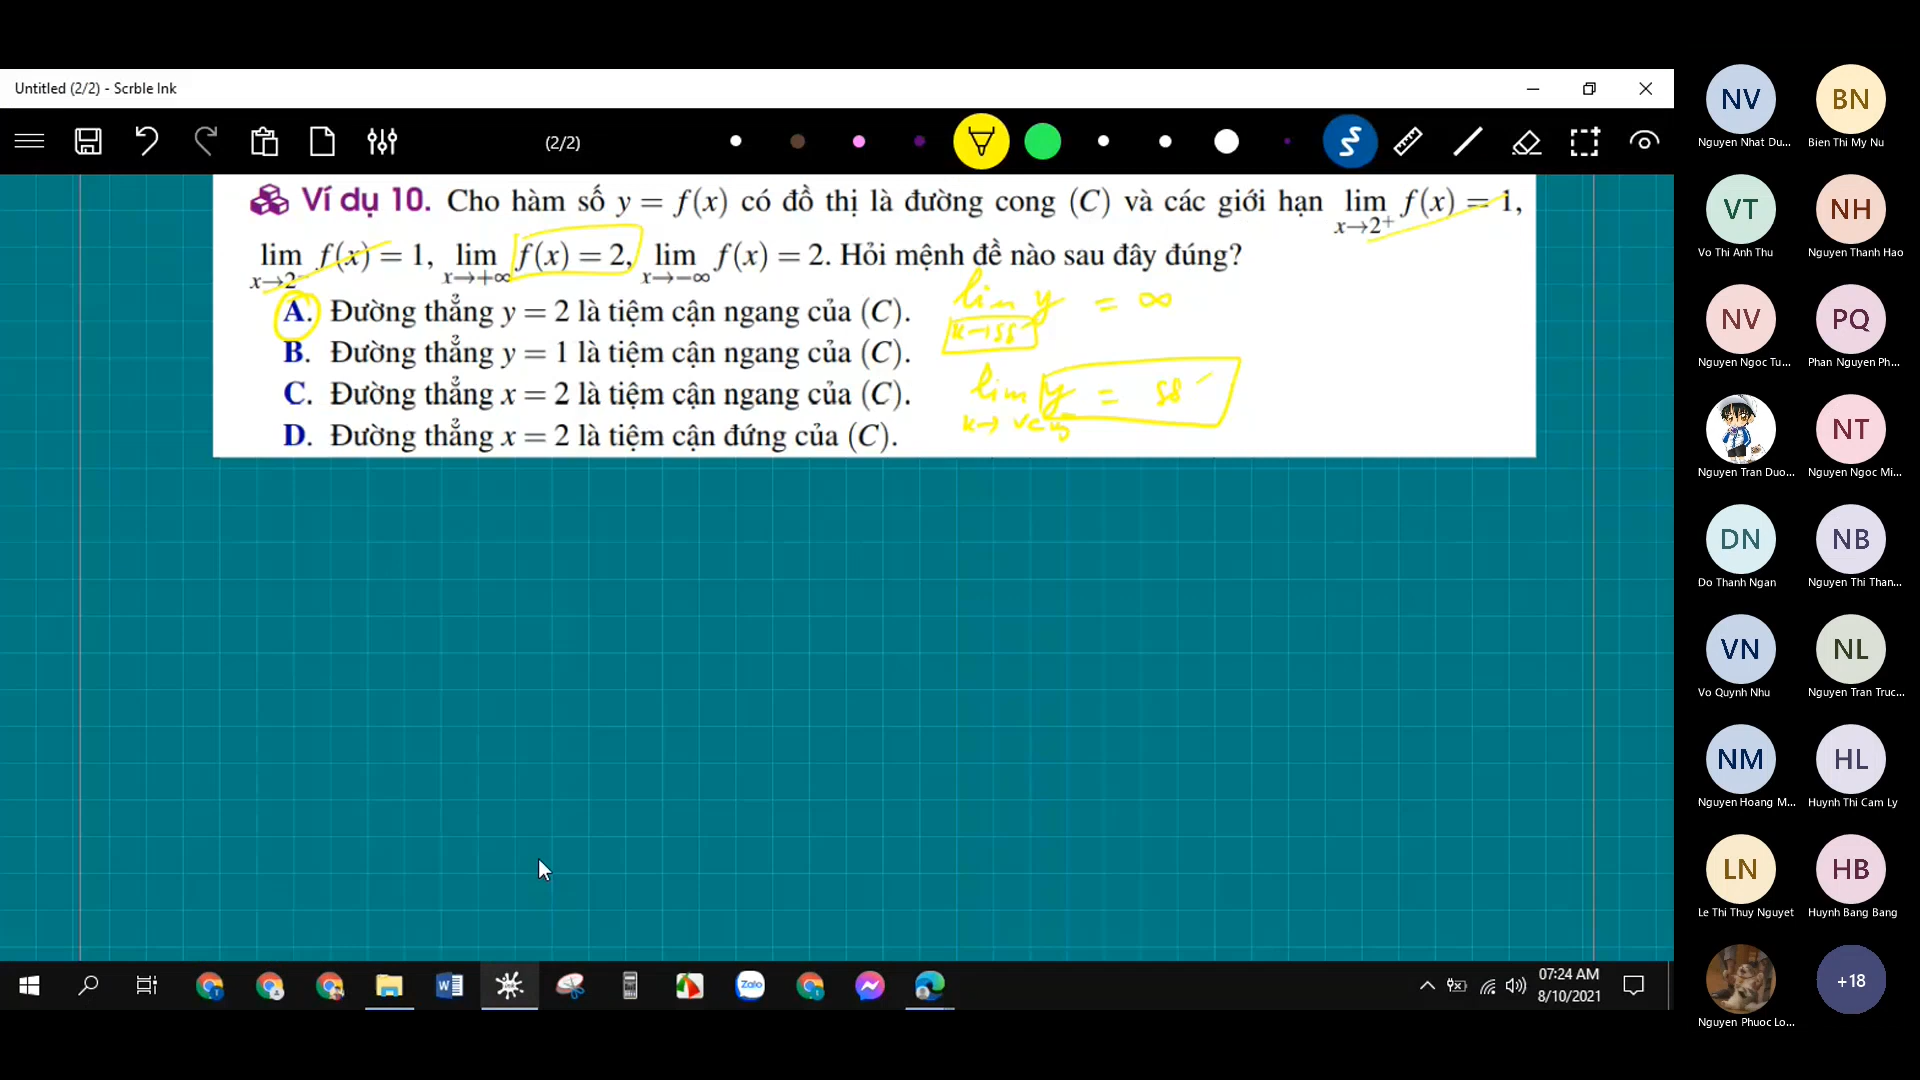 Untitled (2/2) - Scrble Ink
(2/2)
Ví dụ 10. Cho hàm số y = f(x) có đồ thị là đường cong (C) và các giới hạn lim x→2⁺ f(x) = 1,
lim x→2⁻ f(x) = 1, lim x→+∞ f(x) = 2, lim x→−∞ f(x) = 2. Hỏi mệnh đề nào sau đây đúng?
A. Đường thẳng y = 2 là tiệm cận ngang của (C).
B. Đường thẳng y = 1 là tiệm cận ngang của (C).
C. Đường thẳng x = 2 là tiệm cận ngang của (C).
D. Đường thẳng x = 2 là tiệm cận đứng của (C).
lim y = ∞
lim y =
NV BN
Nguyen Nhat Du... Bien Thi My Nu
VT NH
Vo Thi Anh Thu Nguyen Thanh Hao
NV PQ
Nguyen Ngoc Tu... Phan Nguyen Ph...
NT
Nguyen Tran Duo... Nguyen Ngoc Mi...
DN NB
Do Thanh Ngan Nguyen Thi Than...
VN NL
Vo Quynh Nhu Nguyen Tran Truc...
NM HL
Nguyen Hoang M... Huynh Thi Cam Ly
LN HB
Le Thi Thuy Nguyet Huynh Bang Bang
+18
Nguyen Phuoc Lo...
Zalo
07:24 AM
8/10/2021